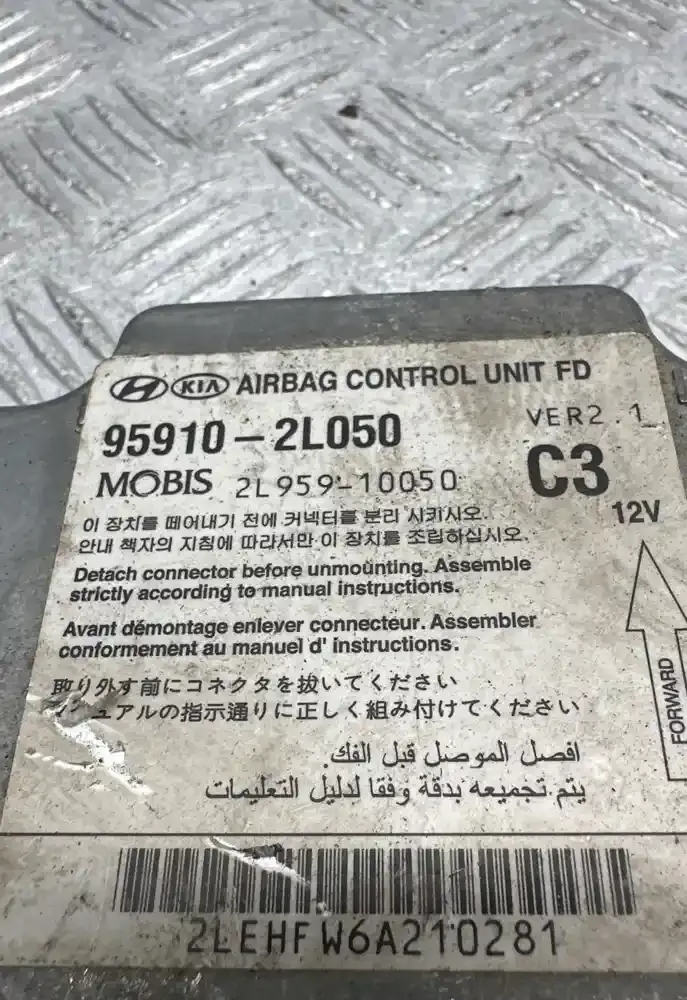 KIA AIRBAG CONTROL UNIT FD
95910-2L050
VER2.1
MOBIS 2L959-10050
C3
12V
이 장치를 떼어내기 전에 커넥터를 분리 시키시오.
안내 책자의 지침에 따라서만 이 장치를 조립하십시오.
Detach connector before unmounting. Assemble
strictly according to manual instructions.
Avant démontage enlever connecteur. Assembler
conformement au manuel d' instructions.
取り外す前にコネクタを抜いてください
ュアルの指示通りに正しく組み付けてください
افصل الموصل قبل الفك.
يتم تجميعه بدقة وفقا لدليل التعليمات
FORWARD
2LEHFW6A210281